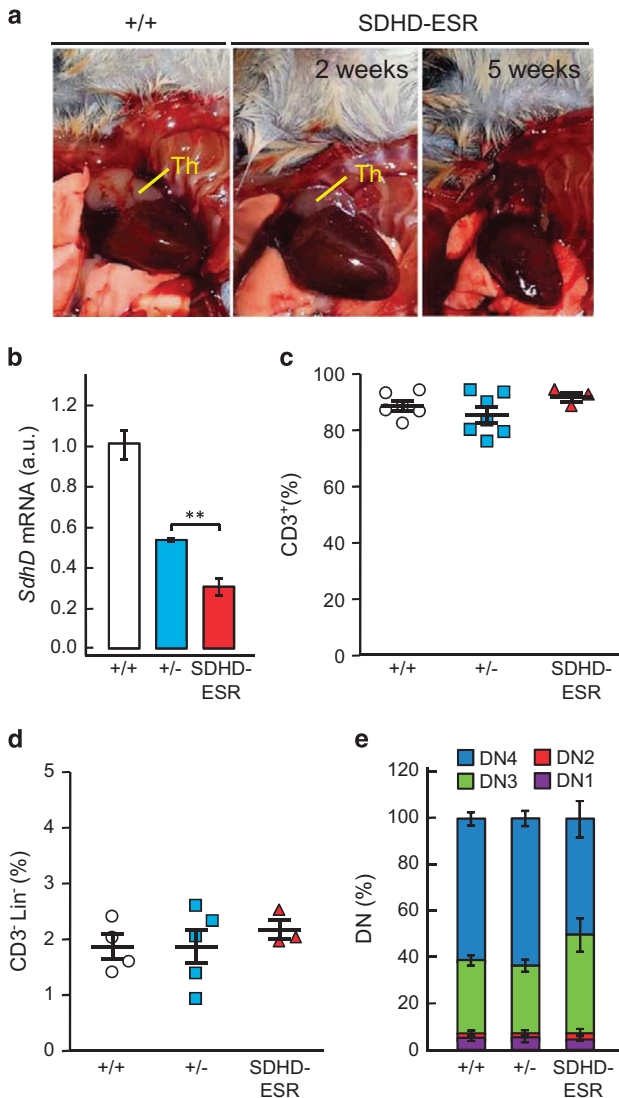 a
+/+ SDHD-ESR
2 weeks 5 weeks
Th Th
b
SdhD mRNA (a.u.)
1.2
1.0
0.8
0.6
0.4
0.2
0.0
**
+/+ +/- SDHD-
ESR
c
CD3+(%)
100
80
60
40
20
0
+/+ +/- SDHD-
ESR
d
CD3- Lin- (%)
5
4
3
2
1
0
+/+ +/- SDHD-
ESR
e
DN4 DN2
DN3 DN1
DN (%)
120
100
80
60
40
20
0
+/+ +/- SDHD-
ESR